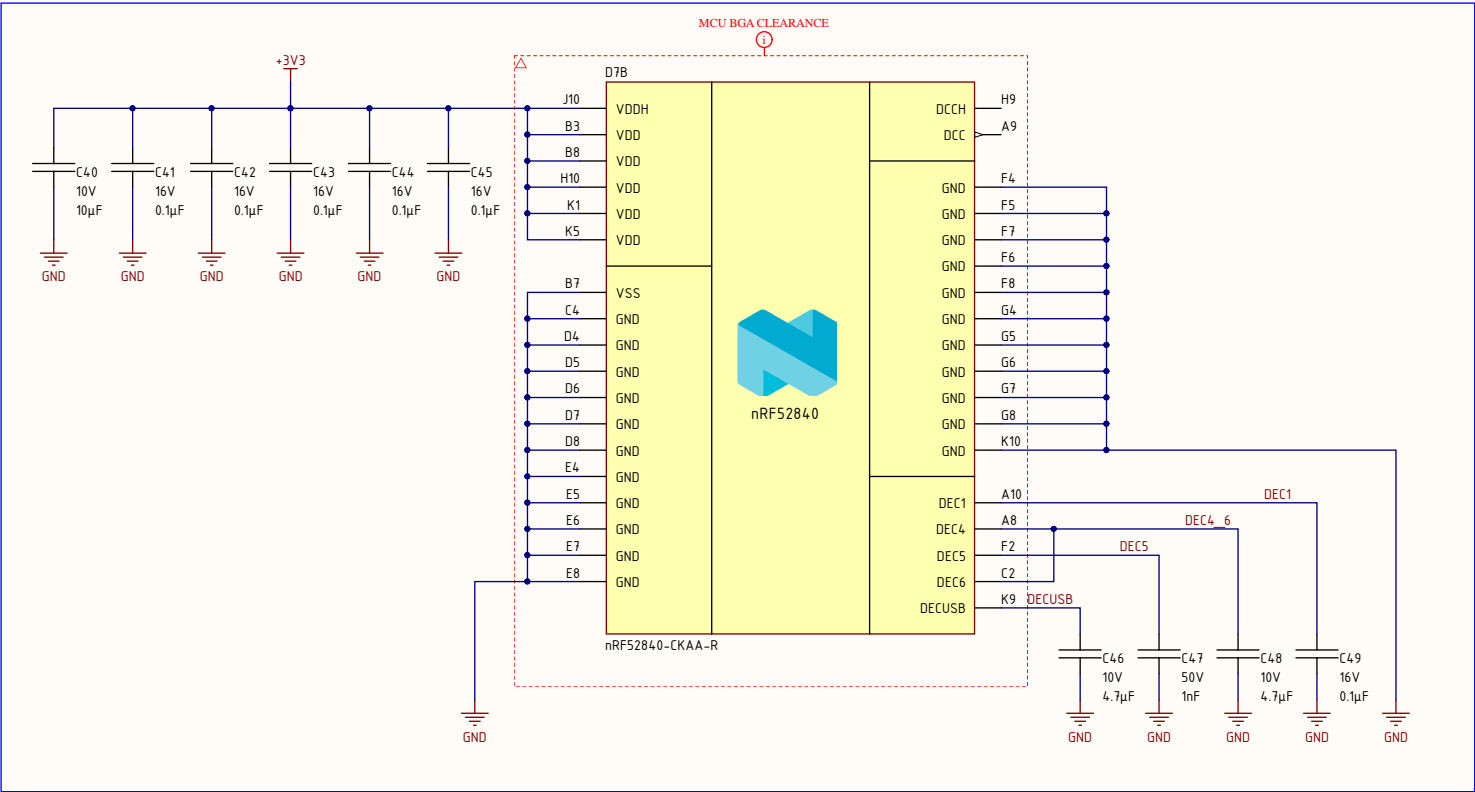 MCU BGA CLEARANCE
i
+3V3
D7B
J10 VDDH DCCH H9
B3 VDD DCC A9
B8 VDD
H10 VDD GND F4
K1 VDD GND F5
K5 VDD GND F7
GND F6
B7 VSS GND F8
C4 GND GND G4
D4 GND GND G5
D5 GND GND G6
D6 GND GND G7
D7 GND GND G8
D8 GND GND K10
E4 GND
E5 GND DEC1 A10 DEC1
E6 GND DEC4 A8 DEC4_6
E7 GND DEC5 F2 DEC5
E8 GND DEC6 C2
DECUSB K9 DECUSB
nRF52840
nRF52840-CKAA-R
C40 C41 C42 C43 C44 C45
10V 16V 16V 16V 16V 16V
10µF 0.1µF 0.1µF 0.1µF 0.1µF 0.1µF
GND GND GND GND GND GND
C46 C47 C48 C49
10V 50V 10V 16V
4.7µF 1nF 4.7µF 0.1µF
GND GND GND GND GND GND